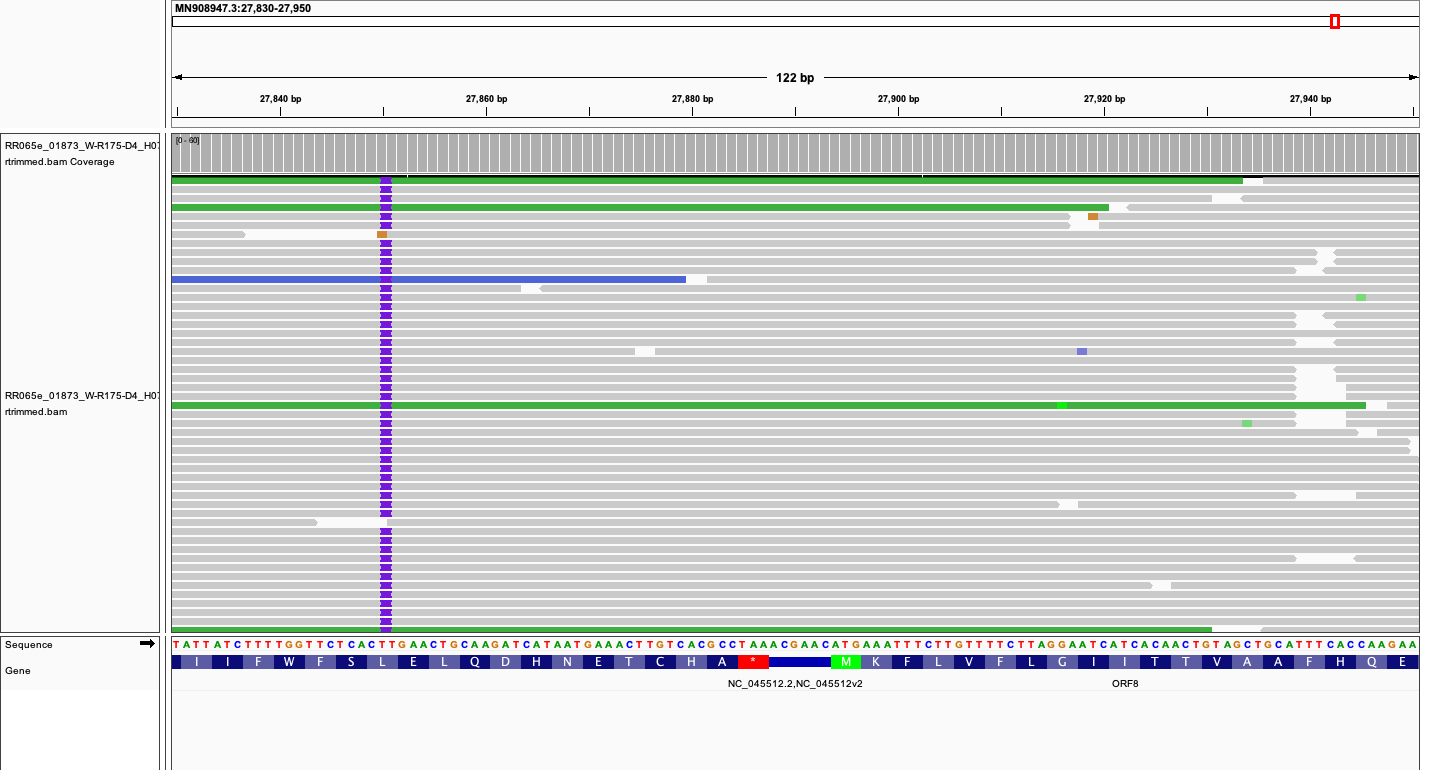 MN908947.3:27,830-27,950
122 bp
27,840 bp 27,860 bp 27,880 bp 27,900 bp 27,920 bp 27,940 bp
RR065e_01873_W-R175-D4_H07
rtrimmed.bam Coverage
[0 - 60]
RR065e_01873_W-R175-D4_H07
rtrimmed.bam
Sequence
TATTATCTTTTGGTTCTCACTTGAACTGCAAGATCATAATGAAACTTGTCACGCCTAAACGAACATGAAATTTCTTGTTTTCTTAGGAATCATCACAACTGTAGCTGCATTTCACCAAGAA
Gene
I I F W F S L E L Q D H N E T C H A * M K F L V F L G I I T T V A A F H Q E
NC_045512.2,NC_045512v2 ORF8